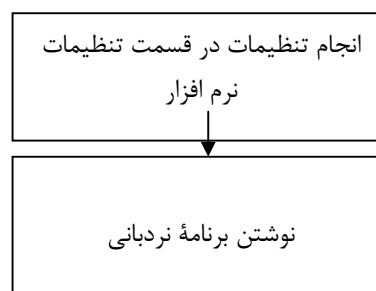 انجام تنظیمات در قسمت تنظیمات
نرم افزار
نوشتن برنامهٔ نردبانی